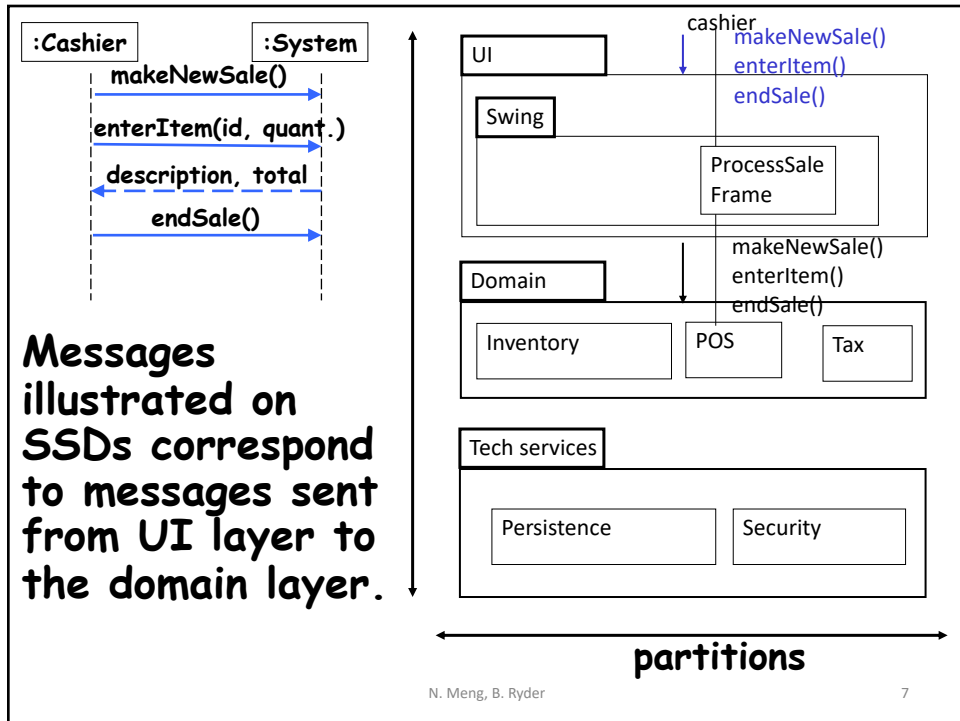 :Cashier
:System
makeNewSale()
enterItem(id, quant.)
description, total
endSale()
Messages
illustrated on
SSDs correspond
to messages sent
from UI layer to
the domain layer.
cashier
makeNewSale()
enterItem()
endSale()
UI
Swing
ProcessSale
Frame
makeNewSale()
enterItem()
endSale()
Domain
Inventory
POS
Tax
Tech services
Persistence
Security
partitions
N. Meng, B. Ryder
7